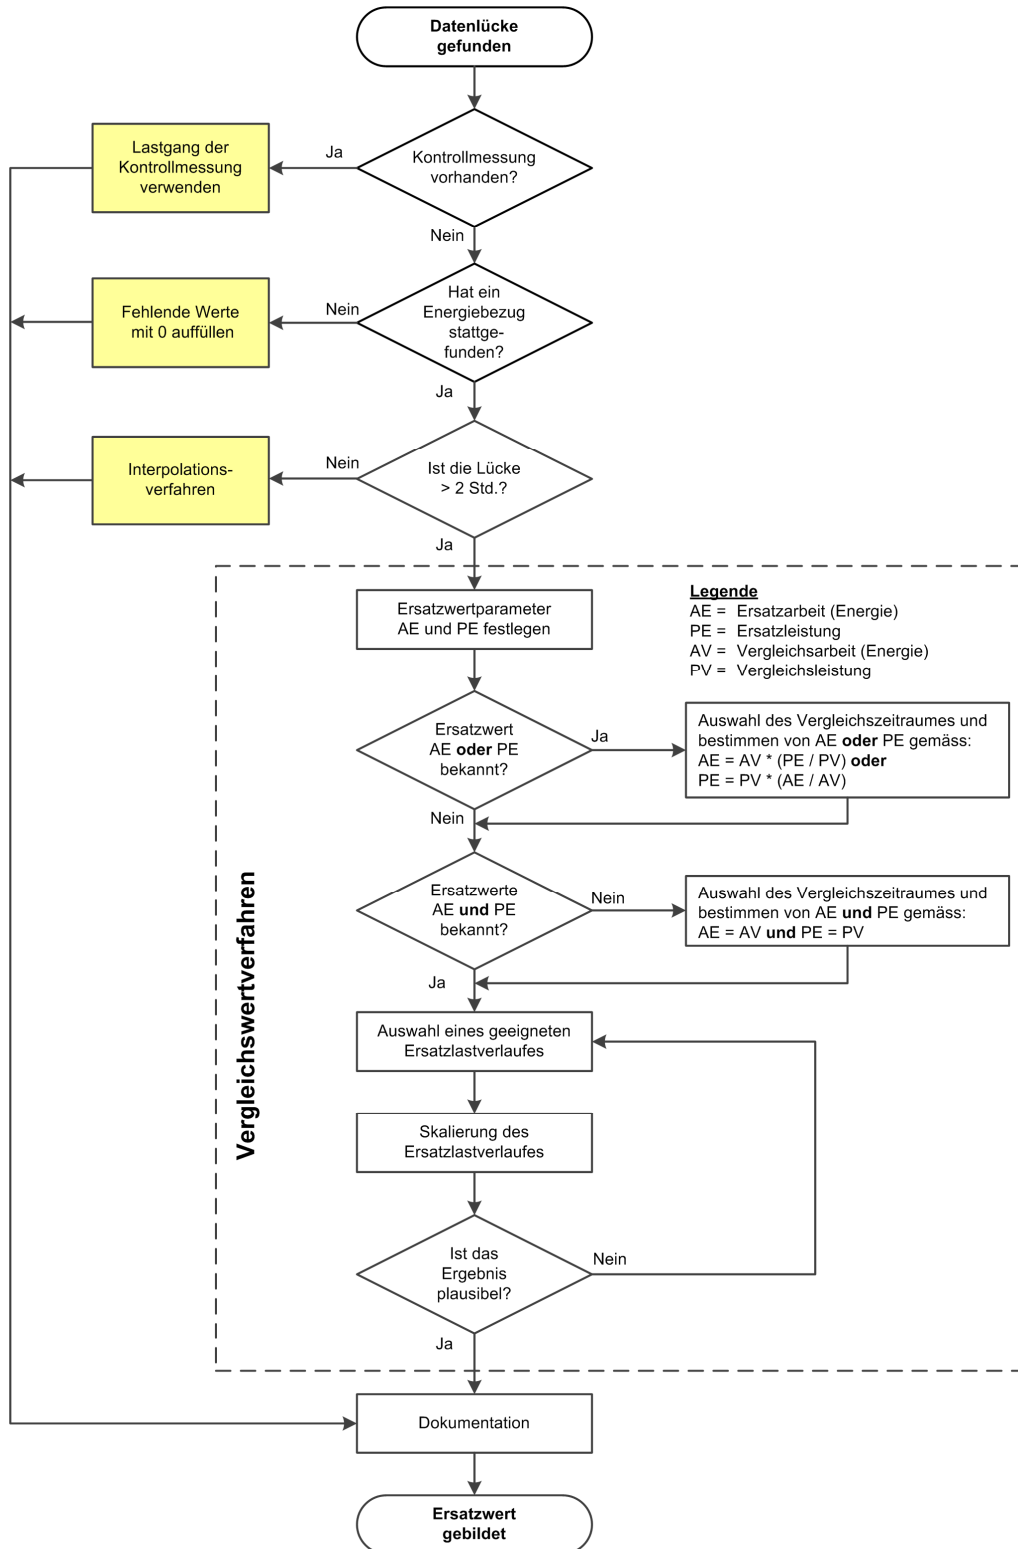 Datenlücke
gefunden
Kontrollmessung
vorhanden?
Ja
Lastgang der
Kontrollmessung
verwenden
Nein
Hat ein
Energiebezug
stattge-
funden?
Nein
Fehlende Werte
mit 0 auffüllen
Ja
Ist die Lücke
> 2 Std.?
Nein
Interpolations-
verfahren
Ja
Vergleichswertverfahren
Ersatzwertparameter
AE und PE festlegen
Legende
AE = Ersatzarbeit (Energie)
PE = Ersatzleistung
AV = Vergleichsarbeit (Energie)
PV = Vergleichsleistung
Ersatzwert
AE oder PE
bekannt?
Ja
Auswahl des Vergleichszeitraumes und
bestimmen von AE oder PE gemäss:
AE = AV * (PE / PV) oder
PE = PV * (AE / AV)
Nein
Ersatzwerte
AE und PE
bekannt?
Nein
Auswahl des Vergleichszeitraumes und
bestimmen von AE und PE gemäss:
AE = AV und PE = PV
Ja
Auswahl eines geeigneten
Ersatzlastverlaufes
Skalierung des
Ersatzlastverlaufes
Ist das
Ergebnis
plausibel?
Nein
Ja
Dokumentation
Ersatzwert
gebildet